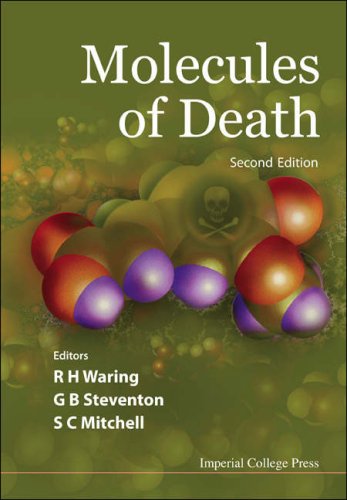 Molecules
of Death
Second Edition
Editors
R H Waring
G B Steventon
S C Mitchell
Imperial College Press